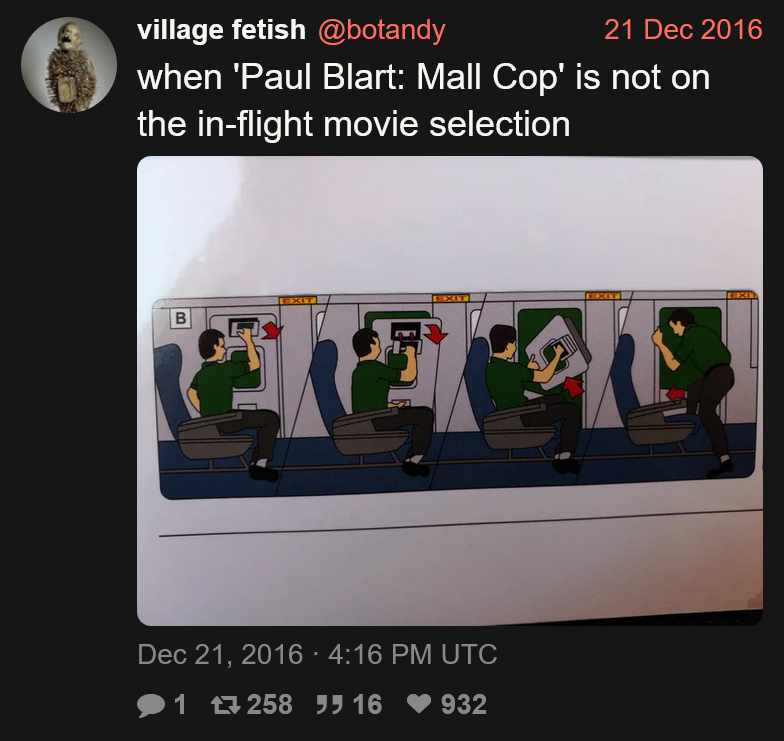 village fetish @botandy 21 Dec 2016
when 'Paul Blart: Mall Cop' is not on
the in-flight movie selection
EXIT EXIT EXIT EXIT
B
Dec 21, 2016 · 4:16 PM UTC
1 258 16 932